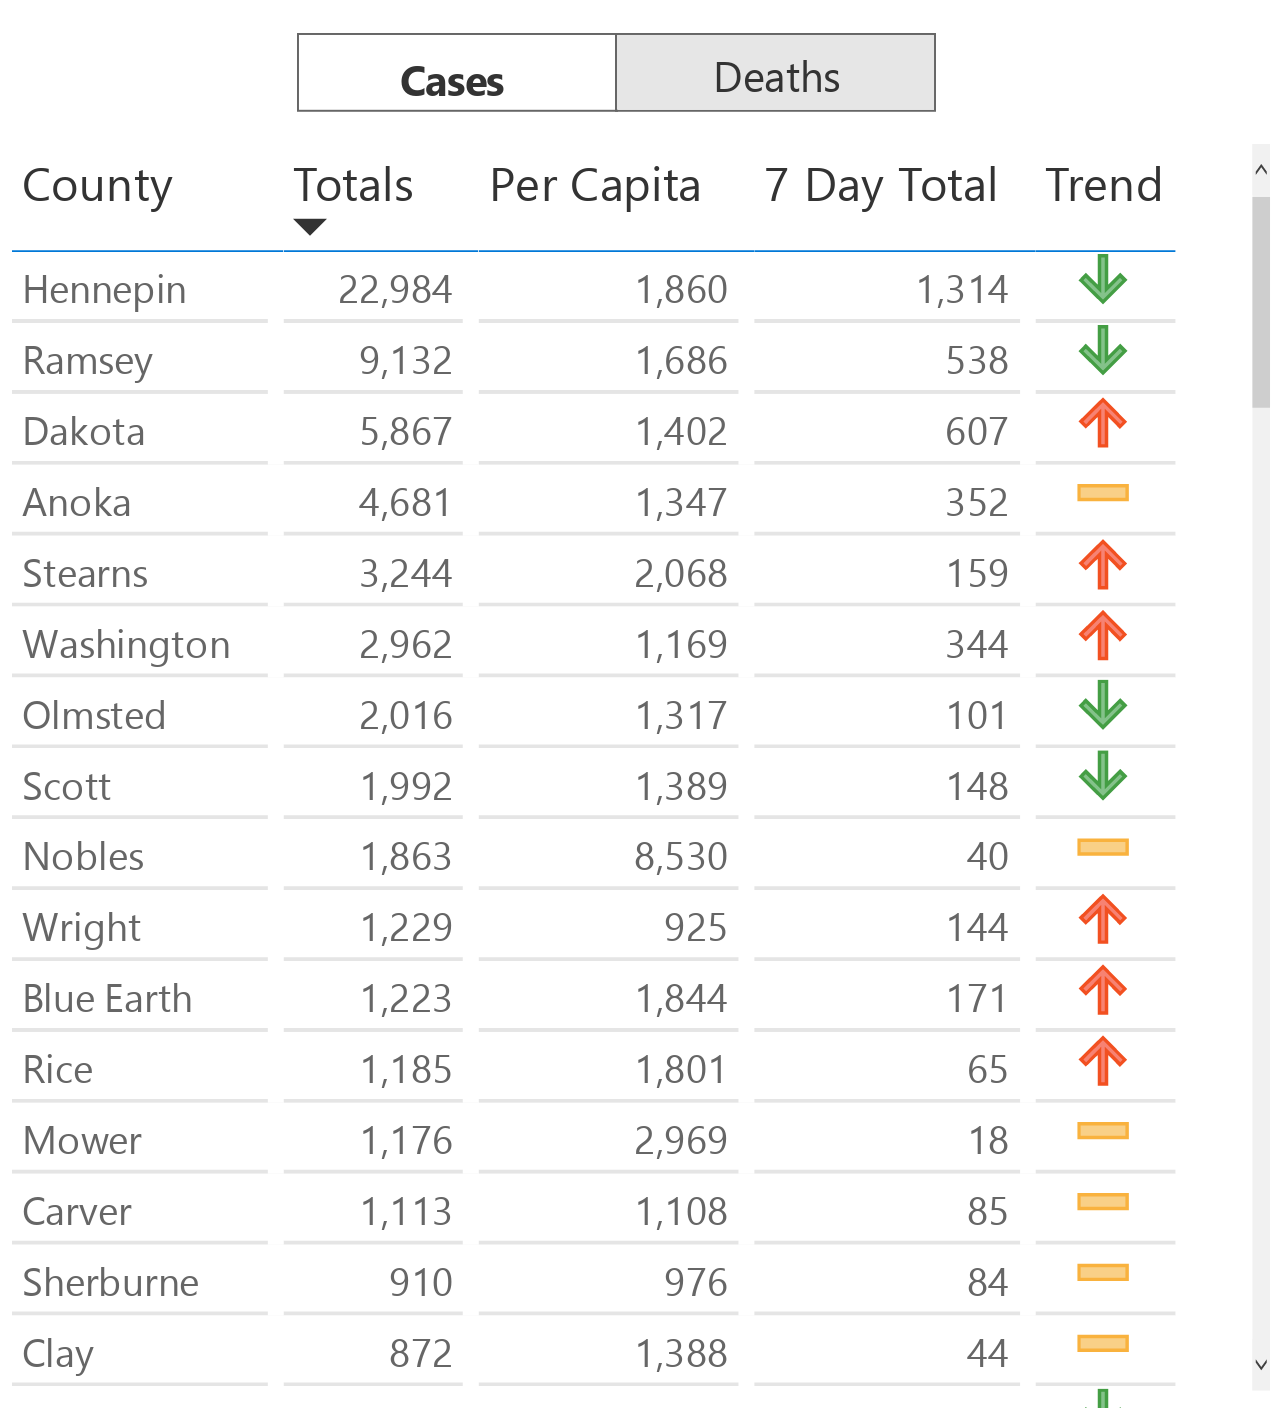 Cases Deaths
County Totals Per Capita 7 Day Total Trend
Hennepin 22,984 1,860 1,314
Ramsey 9,132 1,686 538
Dakota 5,867 1,402 607
Anoka 4,681 1,347 352
Stearns 3,244 2,068 159
Washington 2,962 1,169 344
Olmsted 2,016 1,317 101
Scott 1,992 1,389 148
Nobles 1,863 8,530 40
Wright 1,229 925 144
Blue Earth 1,223 1,844 171
Rice 1,185 1,801 65
Mower 1,176 2,969 18
Carver 1,113 1,108 85
Sherburne 910 976 84
Clay 872 1,388 44